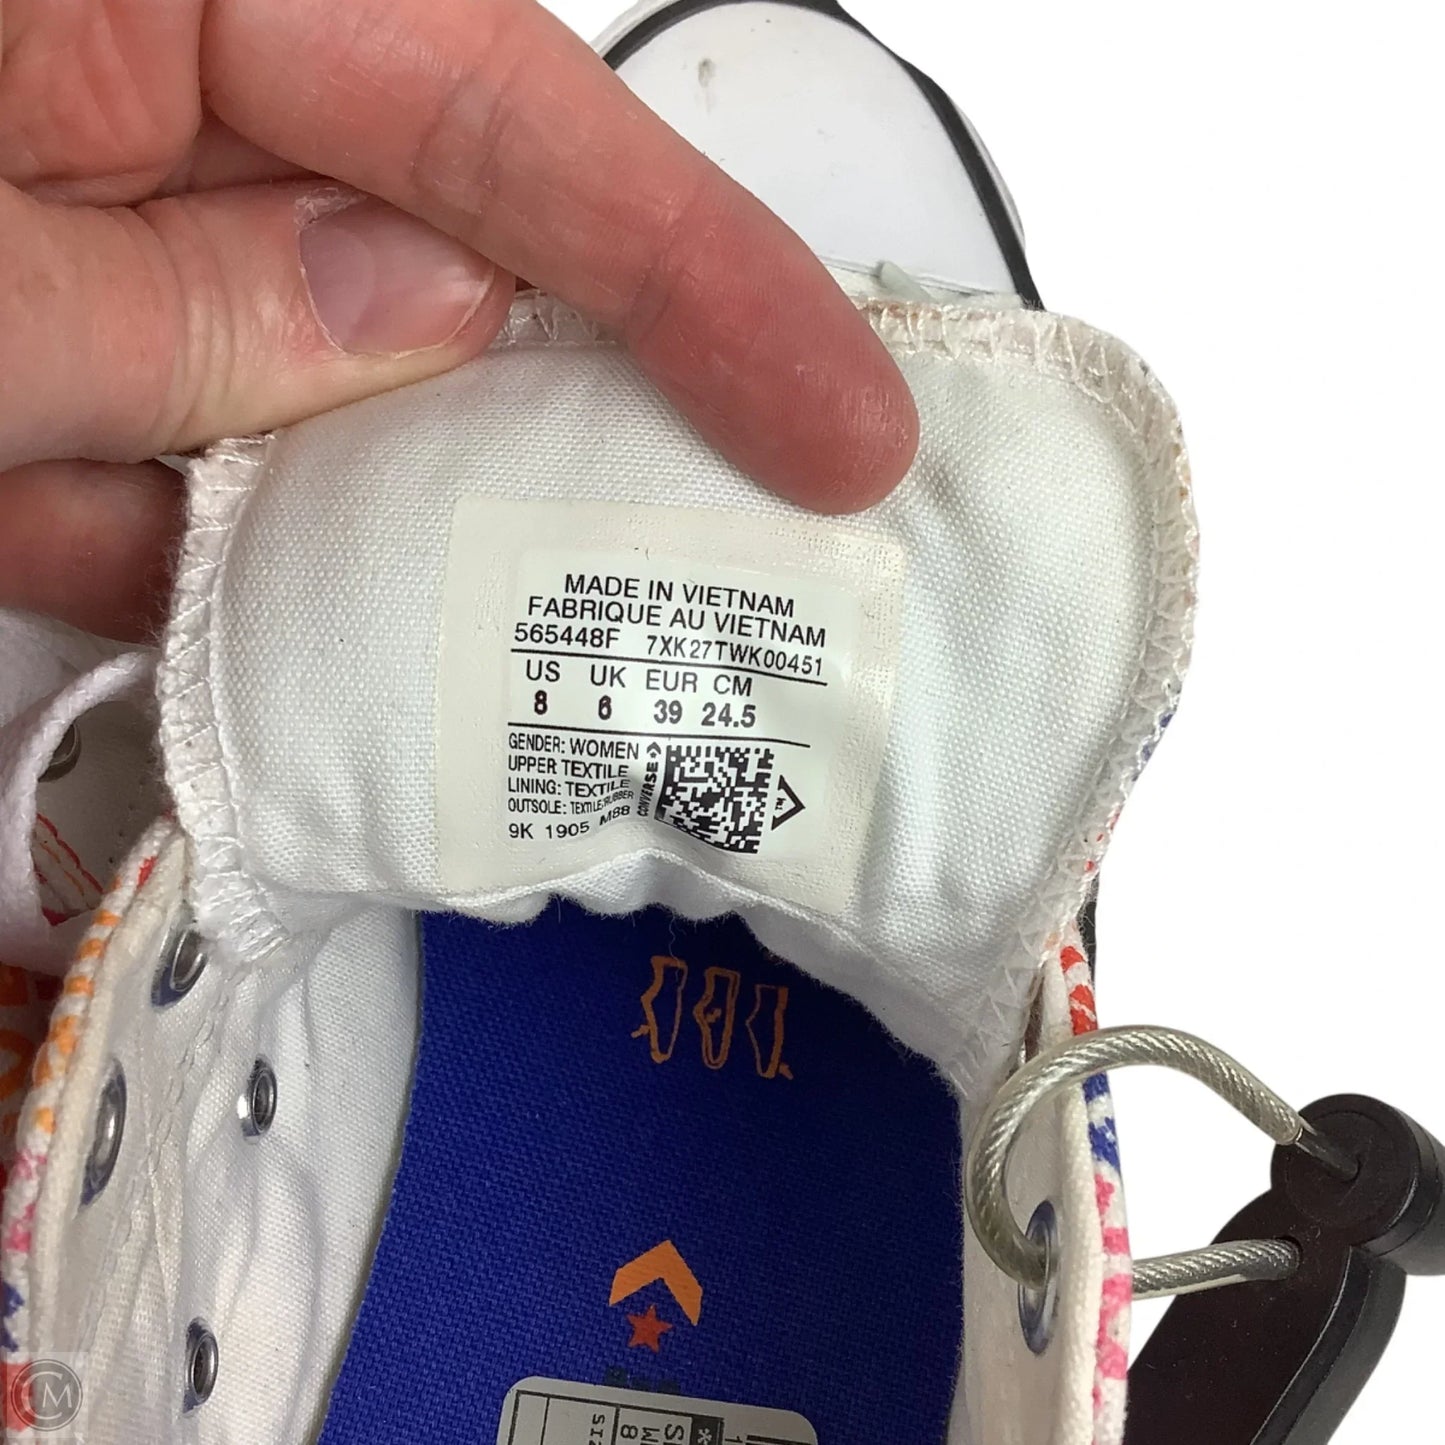 MADE IN VIETNAM
FABRIQUE AU VIETNAM
565448F 7XK27TWK00451
US UK EUR CM
8 6 39 24.5
GENDER: WOMEN
UPPER TEXTILE
LINING: TEXTILE
OUTSOLE: TEXTILE/RUBBER
9K 1905 M88
CONVERSE
CM